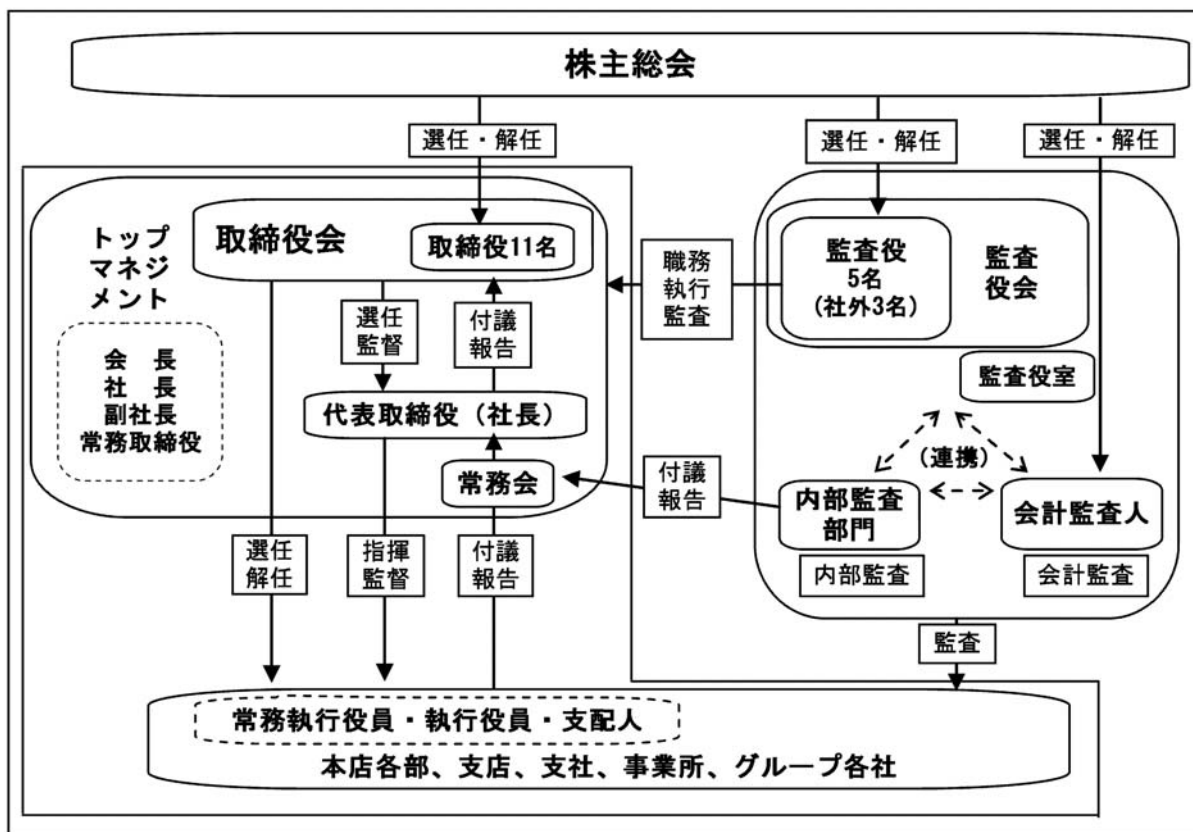 株主総会
選任・解任
選任・解任
選任・解任
トップ
マネジ
メント
会　長
社　長
副社長
常務取締役
取締役会
取締役11名
選任
監督
付議
報告
代表取締役（社長）
常務会
職務
執行
監査
監査役
5名
(社外3名)
監査
役会
監査役室
(連携)
付議
報告
内部監査
部門
内部監査
会計監査人
会計監査
選任
解任
指揮
監督
付議
報告
監査
常務執行役員・執行役員・支配人
本店各部、支店、支社、事業所、グループ各社